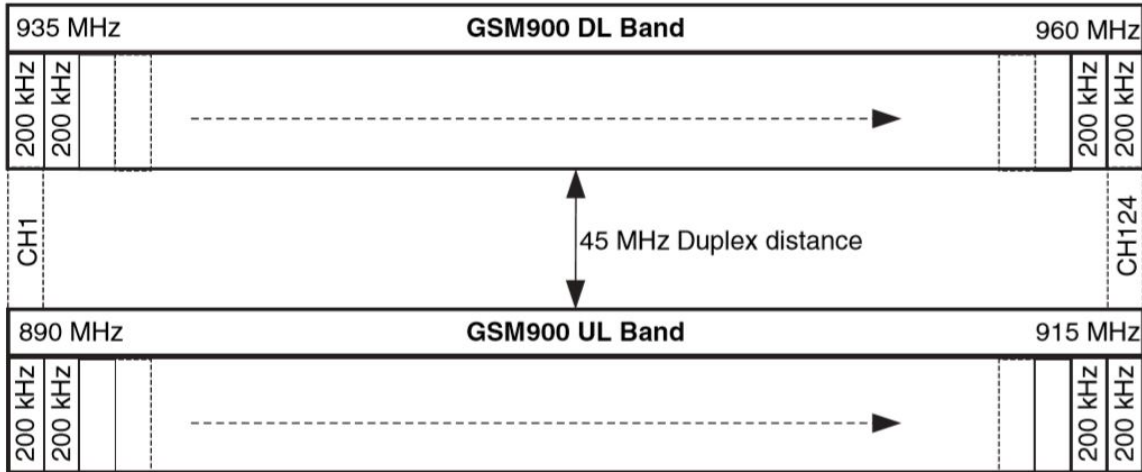 935 MHz GSM900 DL Band 960 MHz
200 kHz 200 kHz 200 kHz 200 kHz
CH1 45 MHz Duplex distance CH124
890 MHz GSM900 UL Band 915 MHz
200 kHz 200 kHz 200 kHz 200 kHz